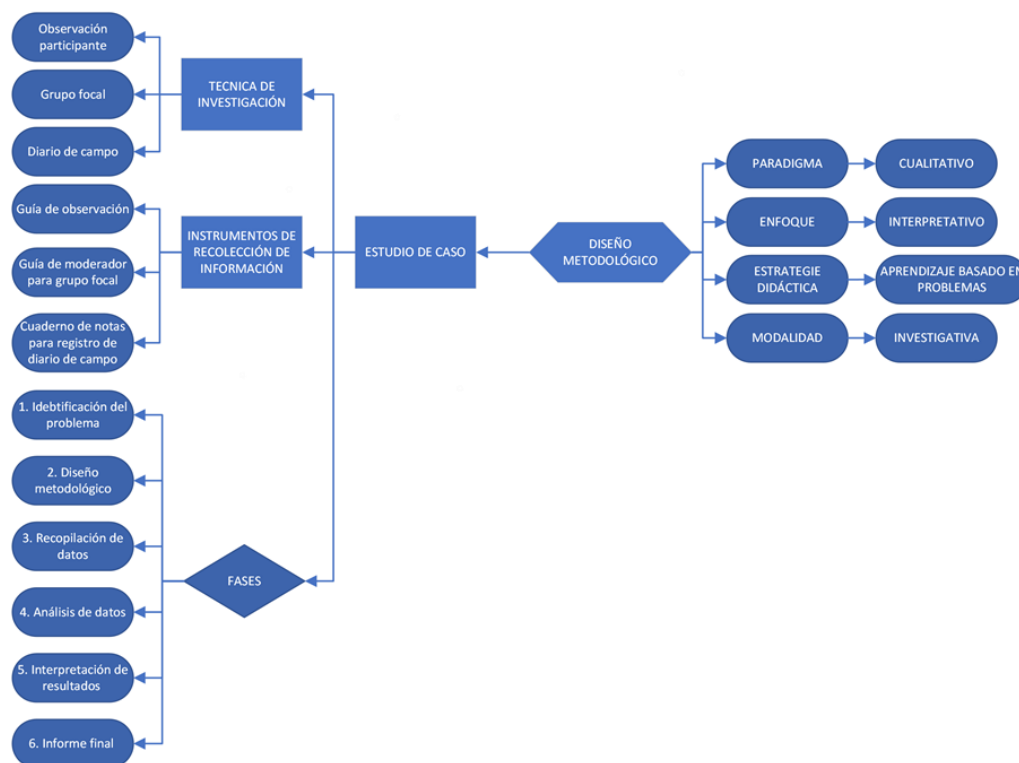 Observación
participante
Grupo focal
Diario de campo
TECNICA DE
INVESTIGACIÓN
Guía de observación
Guía de moderador
para grupo focal
Cuaderno de notas
para registro de
diario de campo
INSTRUMENTOS DE
RECOLECCIÓN DE
INFORMACIÓN
1. Idebtificación del
problema
2. Diseño
metodológico
3. Recopilación de
datos
4. Análisis de datos
5. Interpretación de
resultados
6. Informe final
FASES
ESTUDIO DE CASO
DISEÑO
METODOLÓGICO
PARADIGMA
CUALITATIVO
ENFOQUE
INTERPRETATIVO
ESTRATEGIE
DIDÁCTICA
APRENDIZAJE BASADO EN
PROBLEMAS
MODALIDAD
INVESTIGATIVA